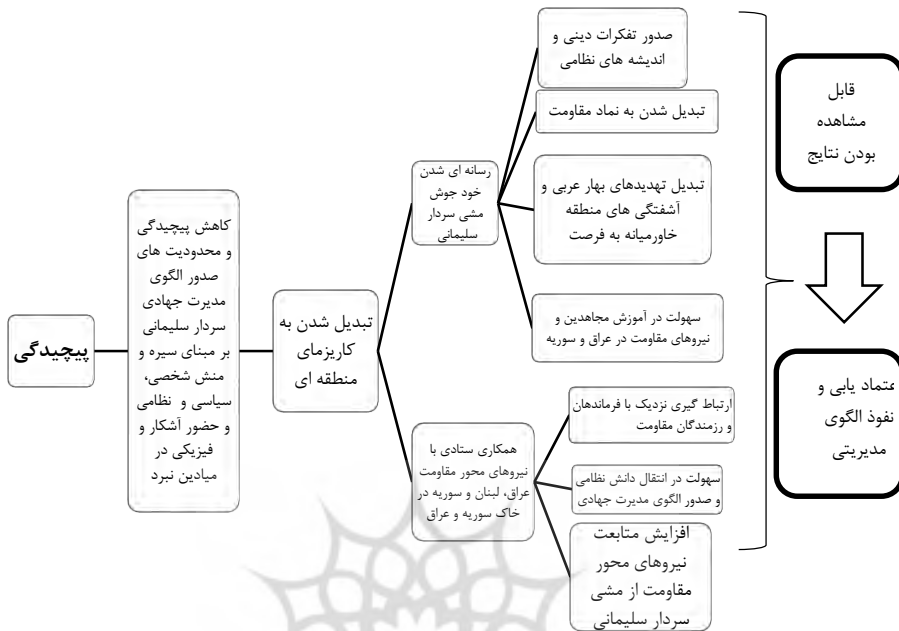 پیچیدگی
کاهش پیچیدگی
و محدودیت های
صدور الگوی
مدیرت جهادی
سردار سلیمانی
بر مبنای سیره و
منش شخصی،
سیاسی و نظامی
و حضور آشکار و
فیزیکی در
میادین نبرد
تبدیل شدن به
کاریزمای
منطقه ای
رسانه ای شدن
خود جوش
مشی سردار
سلیمانی
صدور تفکرات دینی و
اندیشه های نظامی
تبدیل شدن به نماد مقاومت
تبدیل تهدیدهای بهار عربی و
آشفتگی های منطقه
خاورمیانه به فرصت
سهولت در آموزش مجاهدین و
نیروهای مقاومت در عراق و سوریه
همکاری ستادی با
نیروهای محور مقاومت
عراق، لبنان و سوریه در
خاک سوریه و عراق
ارتباط گیری نزدیک با فرماندهان
و رزمندگان مقاومت
سهولت در انتقال دانش نظامی
و صدور الگوی مدیرت جهادی
افزایش متابعت
نیروهای محور
مقاومت از مشی
سردار سلیمانی
قابل
مشاهده
بودن نتایج
عتماد یابی و
نفوذ الگوی
مدیریتی